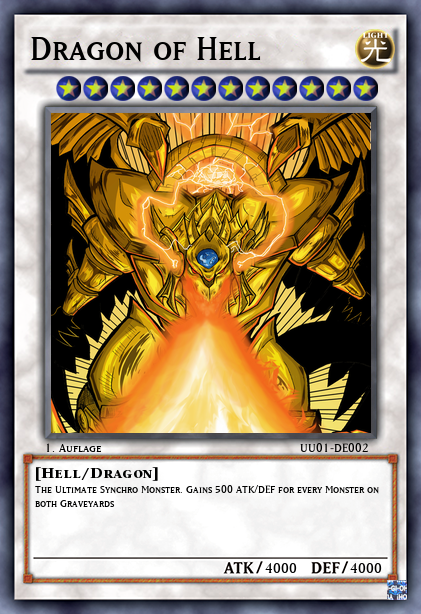 Dragon of Hell
LIGHT
光
1. Auflage UU01-DE002
[Hell/Dragon]
The Ultimate Synchro Monster. Gains 500 ATK/DEF for every Monster on
both Graveyards
ATK / 4000 DEF / 4000